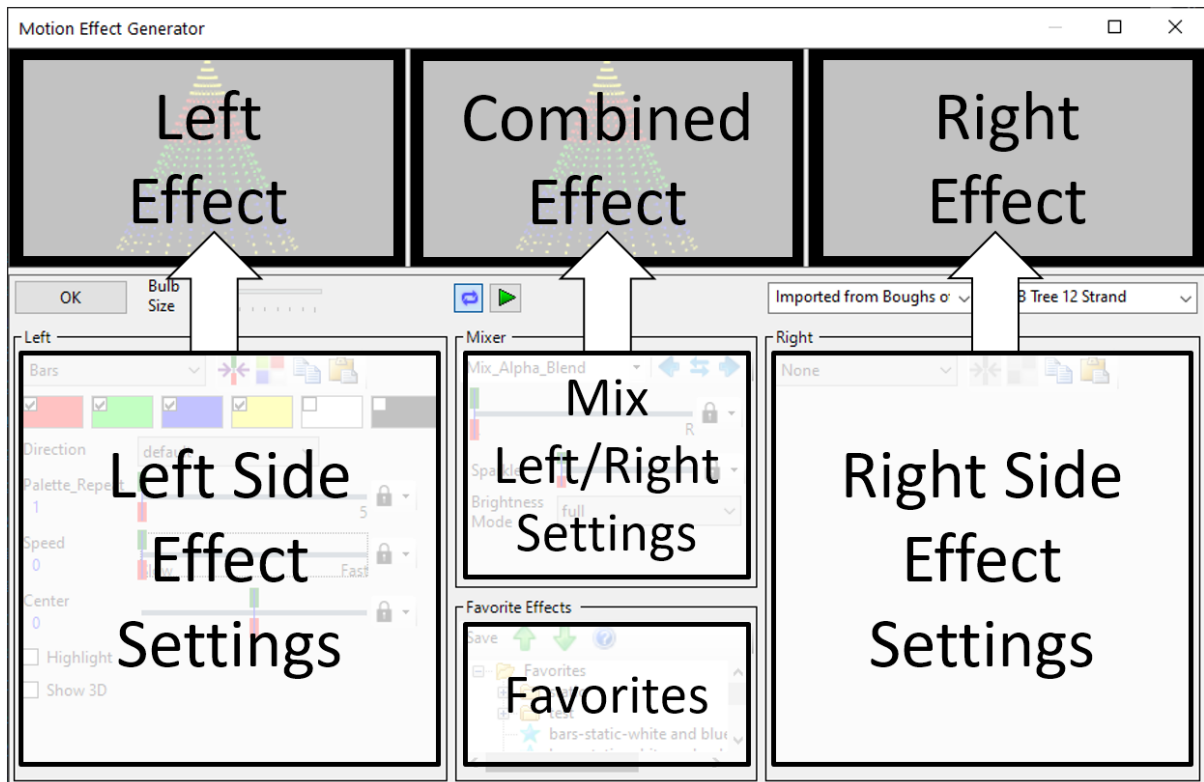 Motion Effect Generator
Left
Effect
Combined
Effect
Right
Effect
OK
Bulb
Size
Imported from Boughs o
B Tree 12 Strand
Left
Mixer
Right
Bars
Mix_Alpha_Blend
None
Mix
Left/Right
Settings
R
Sparkle
Brightness
Mode
full
Direction
default
Palette_Repeat
1
5
Speed
0
Slow
Fast
Center
0
Highlight
Show 3D
Left Side
Effect
Settings
Right Side
Effect
Settings
Favorite Effects
Save
Favorites
test
bars-static-white and blue
Favorites